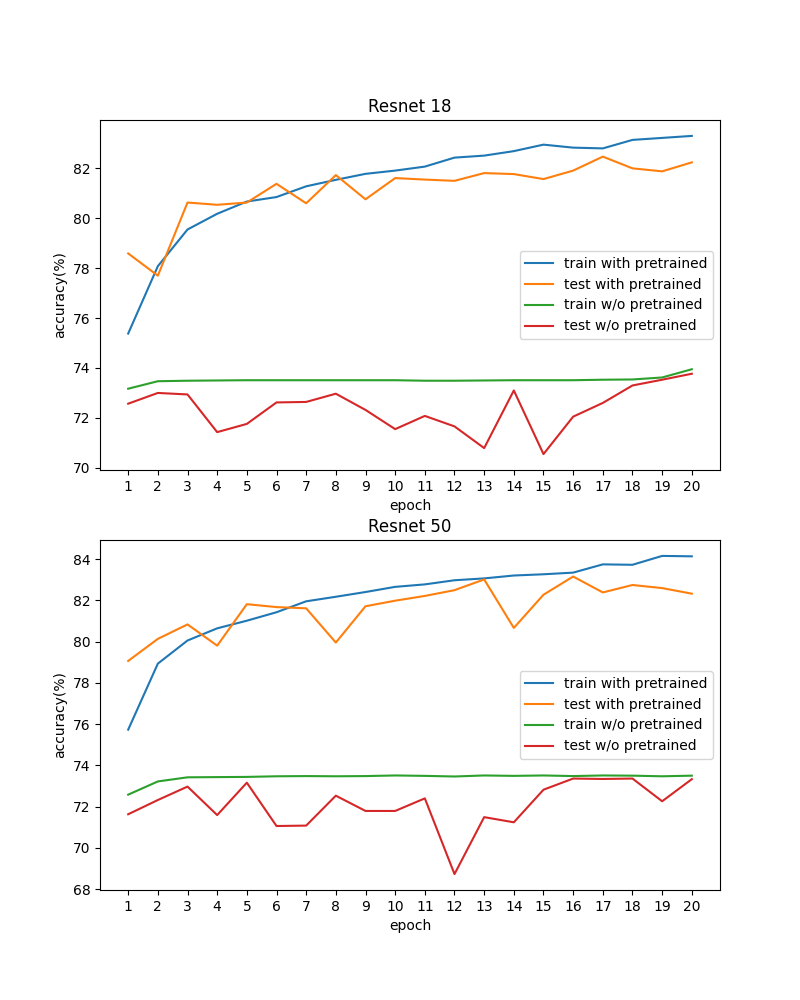 Resnet 18
accuracy(%)
82
80
78
76
74
72
70
train with pretrained
test with pretrained
train w/o pretrained
test w/o pretrained
1 2 3 4 5 6 7 8 9 10 11 12 13 14 15 16 17 18 19 20
epoch
Resnet 50
accuracy(%)
84
82
80
78
76
74
72
70
68
train with pretrained
test with pretrained
train w/o pretrained
test w/o pretrained
1 2 3 4 5 6 7 8 9 10 11 12 13 14 15 16 17 18 19 20
epoch